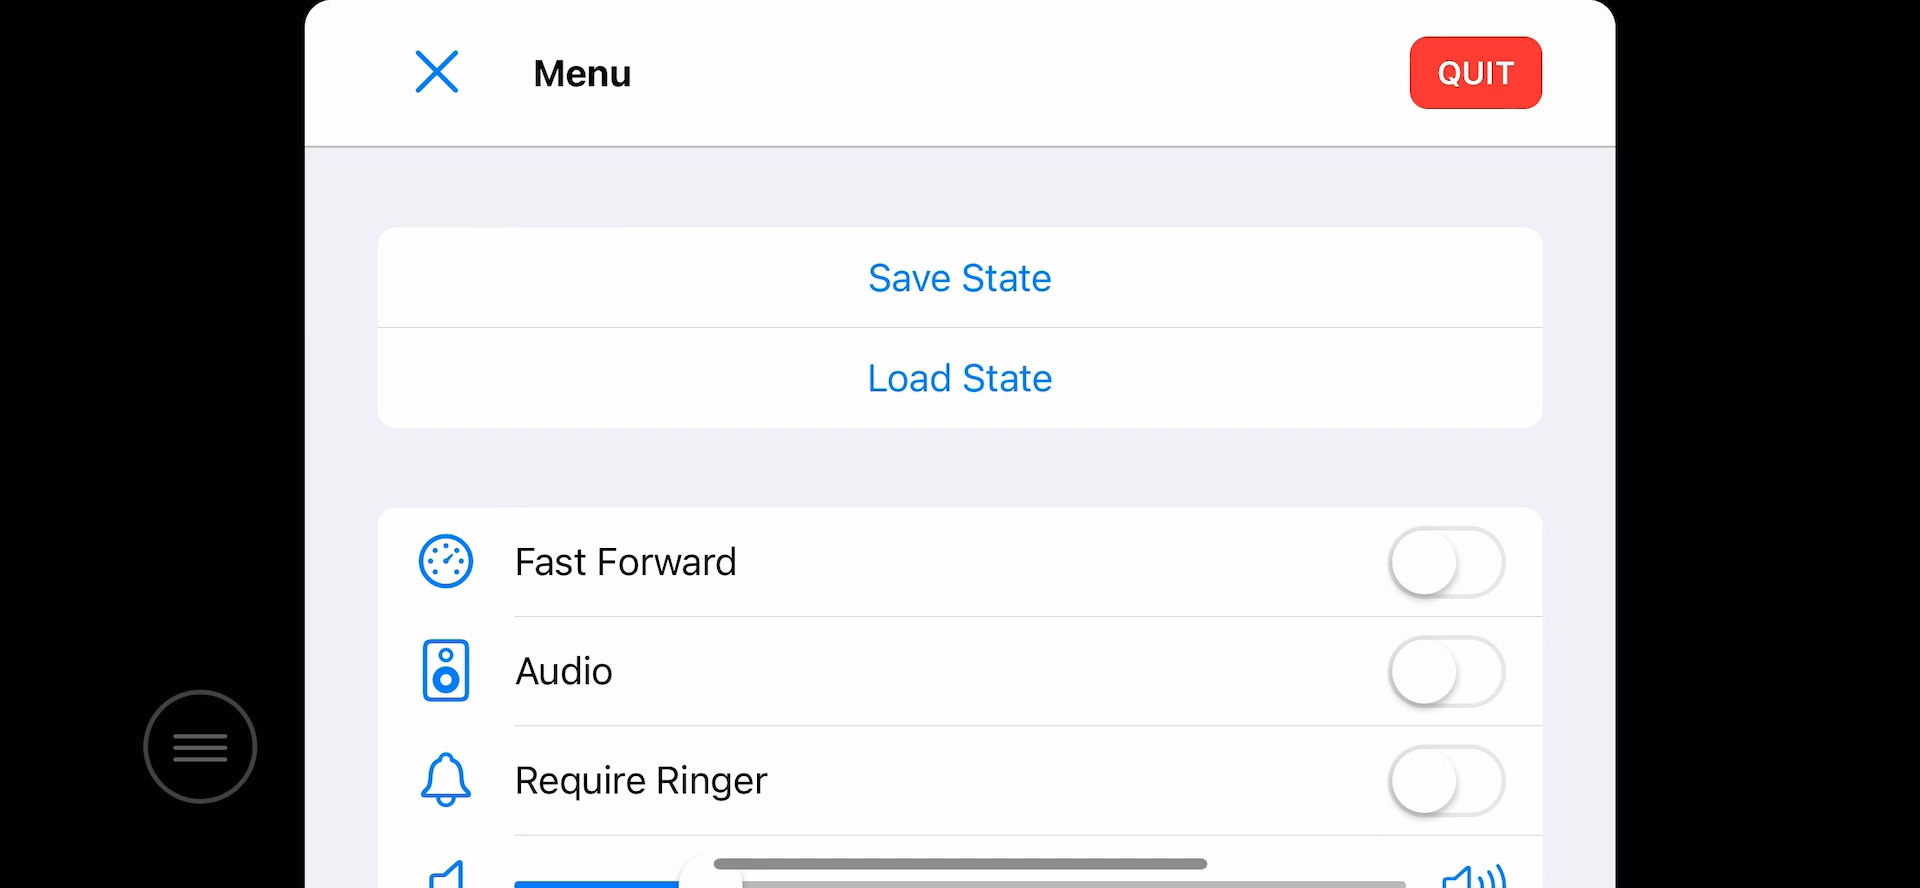 Menu
QUIT
Save State
Load State
Fast Forward
Audio
Require Ringer